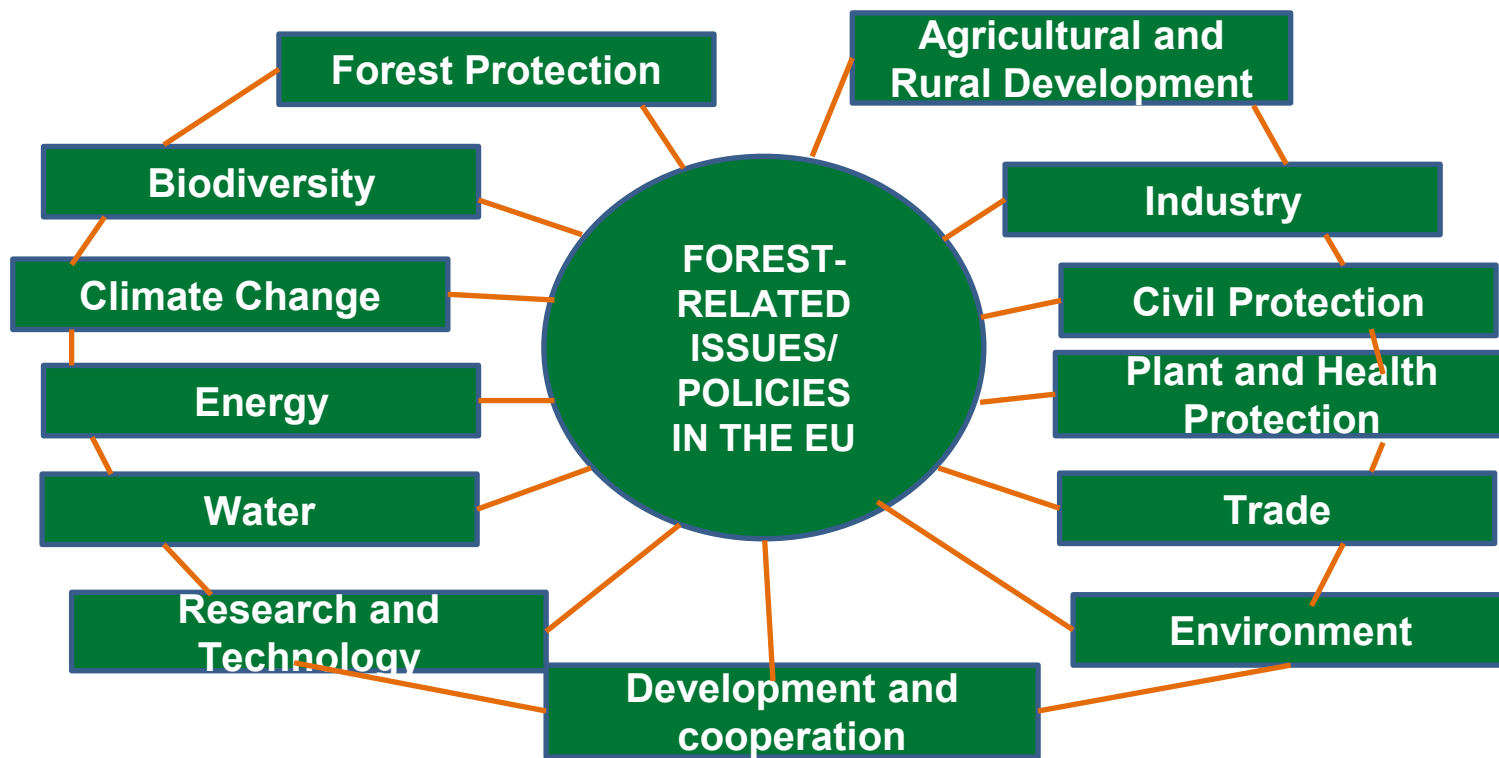 Forest Protection
Agricultural and
Rural Development
Biodiversity
Industry
FOREST-
RELATED
ISSUES/
POLICIES
IN THE EU
Climate Change
Civil Protection
Energy
Plant and Health
Protection
Water
Trade
Research and
Technology
Environment
Development and
cooperation